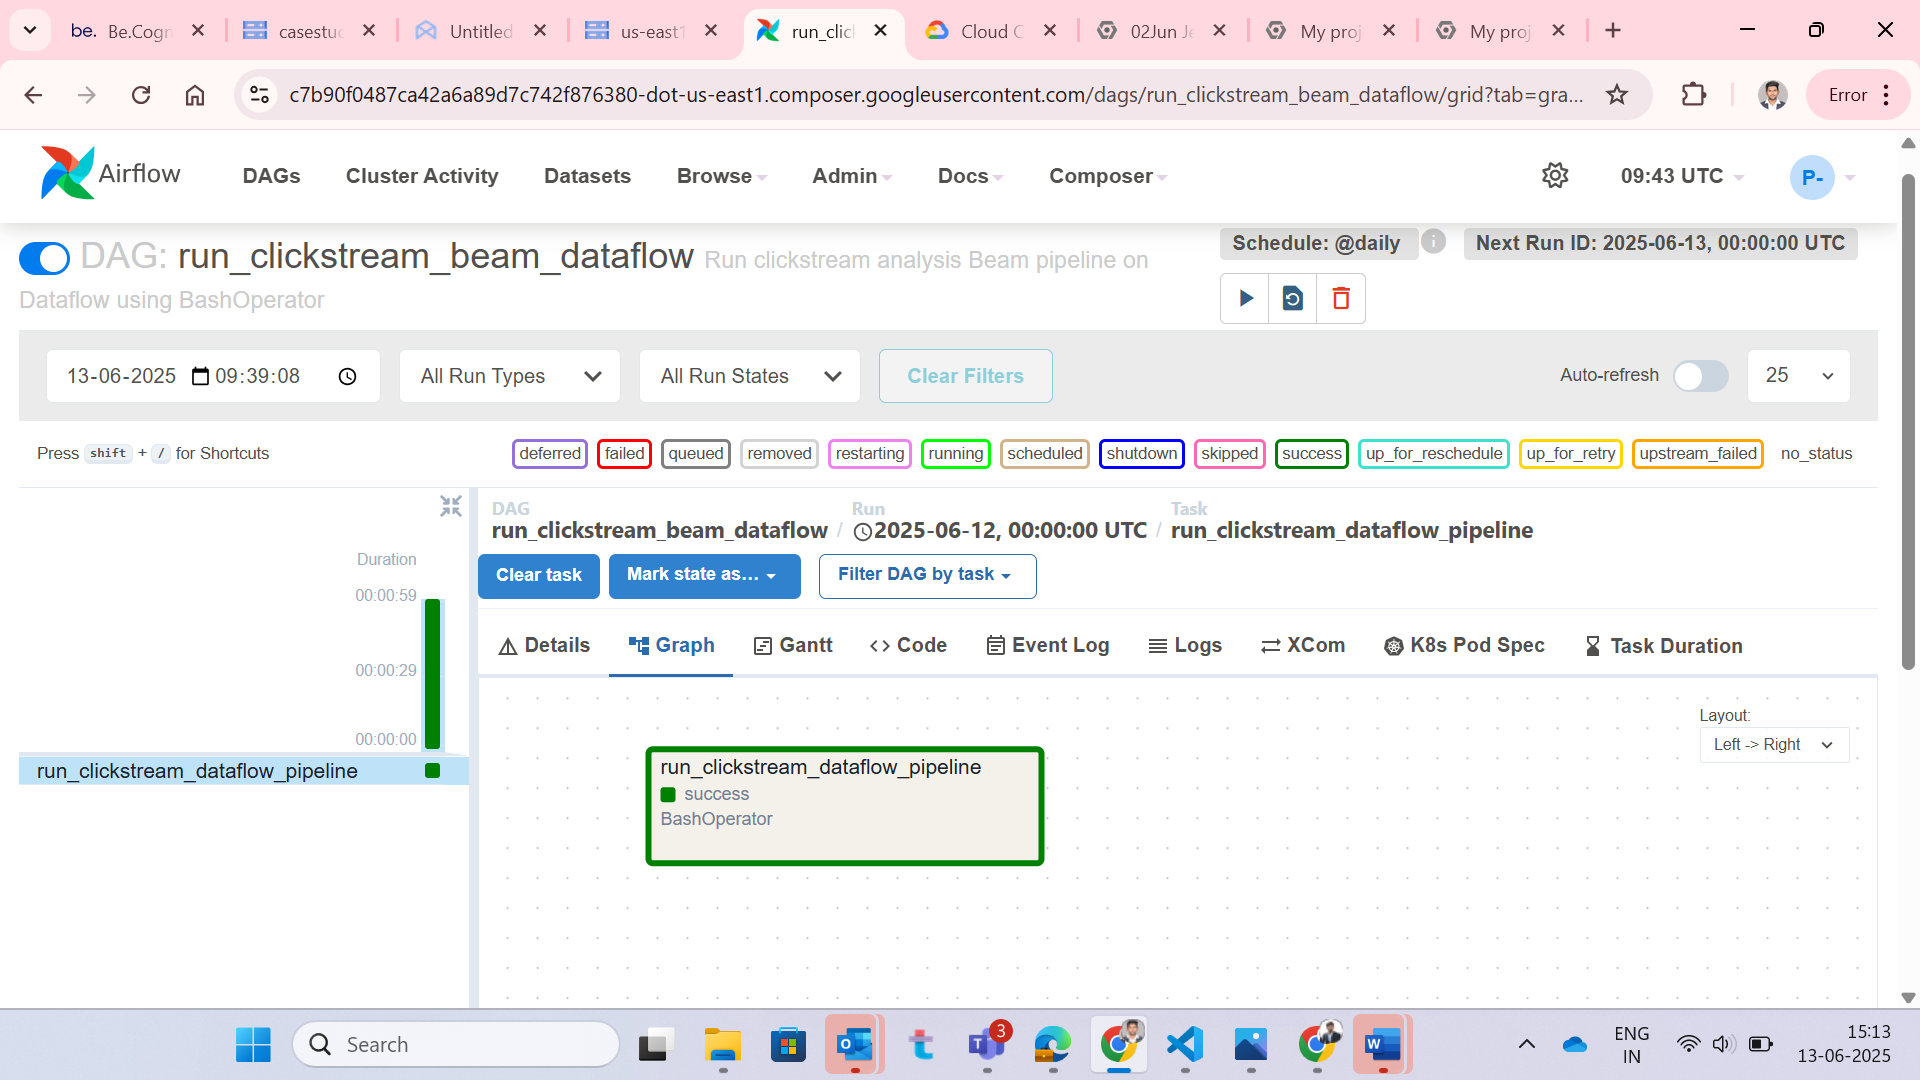 be. Be.Cogn
casestuc
Untitled
us-east1
run_clic
Cloud C
02Jun Je
My proj
My proj
c7b90f0487ca42a6a89d7c742f876380-dot-us-east1.composer.googleusercontent.com/dags/run_clickstream_beam_dataflow/grid?tab=gra...
Error
Airflow
DAGs
Cluster Activity
Datasets
Browse
Admin
Docs
Composer
09:43 UTC
P-
DAG: run_clickstream_beam_dataflow Run clickstream analysis Beam pipeline on
Dataflow using BashOperator
Schedule: @daily
i
Next Run ID: 2025-06-13, 00:00:00 UTC
13-06-2025 09:39:08
All Run Types
All Run States
Clear Filters
Auto-refresh
25
Press shift + / for Shortcuts
deferred
failed
queued
removed
restarting
running
scheduled
shutdown
skipped
success
up_for_reschedule
up_for_retry
upstream_failed
no_status
Duration
00:00:59
00:00:29
00:00:00
run_clickstream_dataflow_pipeline
DAG
run_clickstream_beam_dataflow /
Run
2025-06-12, 00:00:00 UTC /
Task
run_clickstream_dataflow_pipeline
Clear task
Mark state as...
Filter DAG by task
Details
Graph
Gantt
Code
Event Log
Logs
XCom
K8s Pod Spec
Task Duration
Layout:
Left -> Right
run_clickstream_dataflow_pipeline
success
BashOperator
Search
3
ENG
IN
15:13
13-06-2025